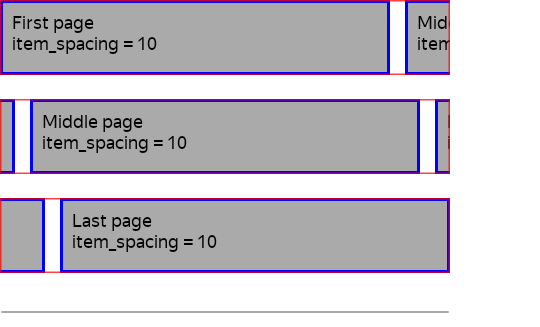 First page
item_spacing = 10
Middle page
item_spacing = 10
Last page
item_spacing = 10